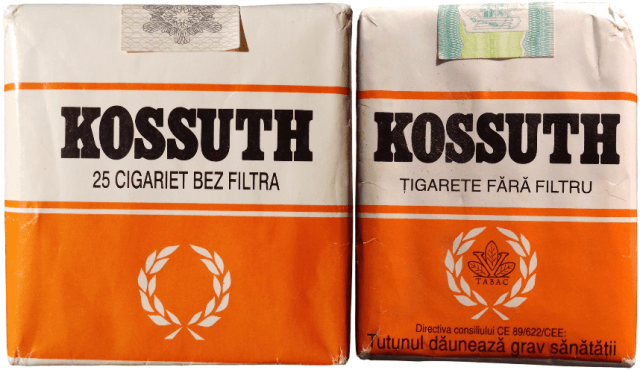 KOSSUTH
25 CIGARIET BEZ FILTRA
KOSSUTH
ȚIGARETE FĂRĂ FILTRU
TABAC
Directiva consiliului CE 89/622/CEE:
Tutunul dăunează grav sănătății